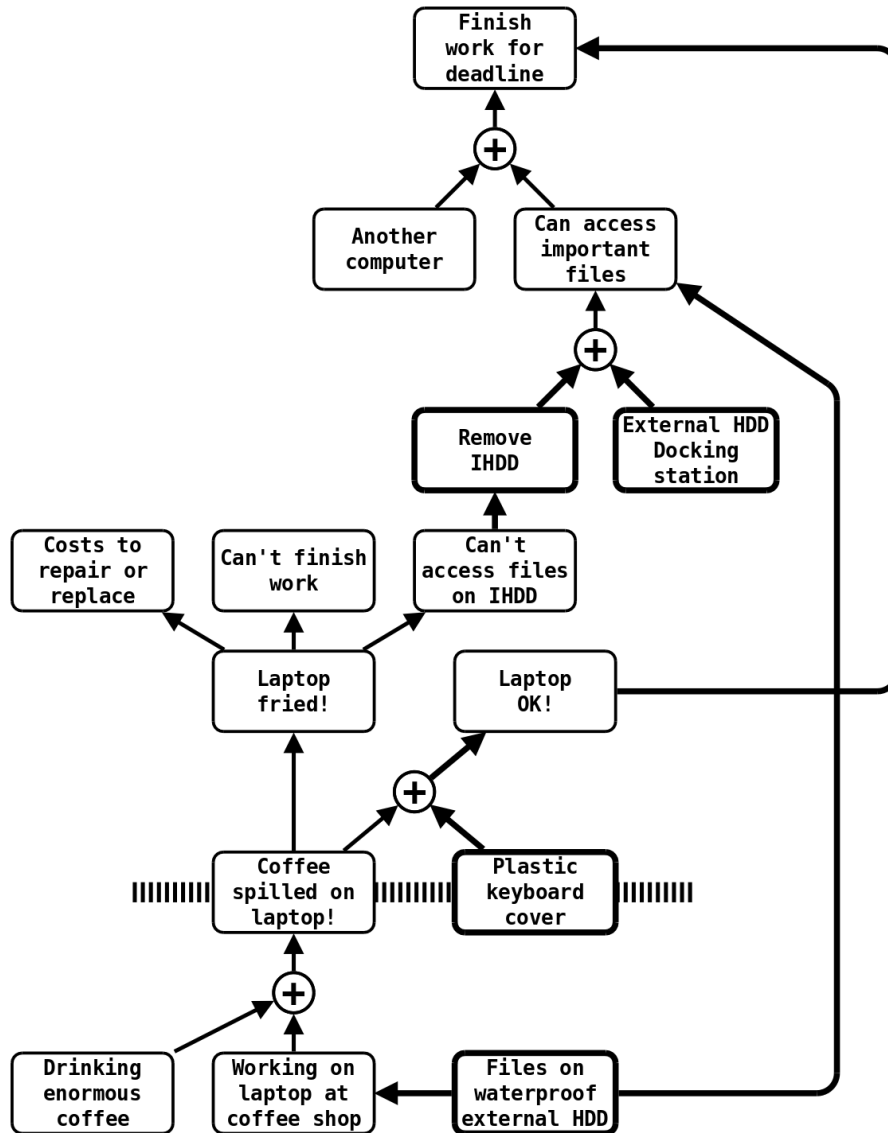 Finish
work for
deadline
+
Another
computer
Can access
important
files
+
Remove
IHDD
External HDD
Docking
station
Costs to
repair or
replace
Can't finish
work
Can't
access files
on IHDD
Laptop
fried!
Laptop
OK!
+
Coffee
spilled on
laptop!
Plastic
keyboard
cover
+
Drinking
enormous
coffee
Working on
laptop at
coffee shop
Files on
waterproof
external HDD